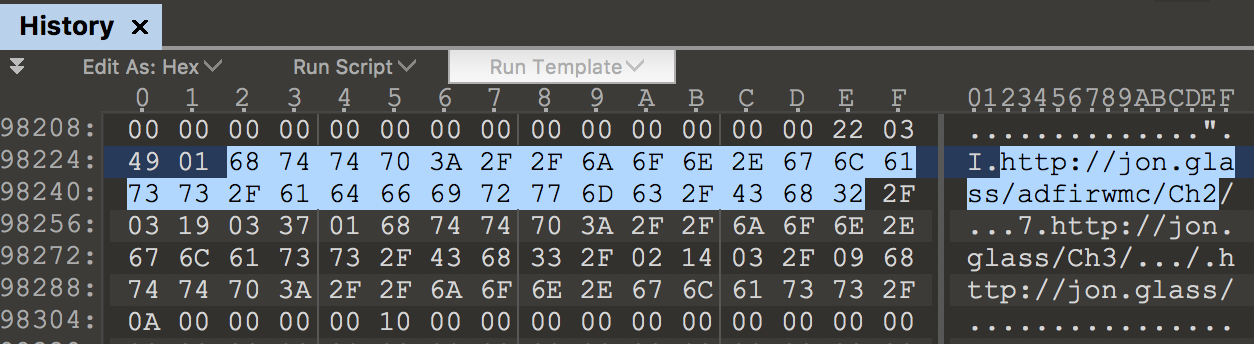 History ×
Edit As: Hex Run Script Run Template
0 1 2 3 4 5 6 7 8 9 A B C D E F 0123456789ABCDEF
98208: 00 00 00 00 00 00 00 00 00 00 00 00 00 00 22 03 ..............".
98224: 49 01 68 74 74 70 3A 2F 2F 6A 6F 6E 2E 67 6C 61 I.http://jon.gla
98240: 73 73 2F 61 64 66 69 72 77 6D 63 2F 43 68 32 2F ss/adfirwmc/Ch2/
98256: 03 19 03 37 01 68 74 74 70 3A 2F 2F 6A 6F 6E 2E ...7.http://jon.
98272: 67 6C 61 73 73 2F 43 68 33 2F 02 14 03 2F 09 68 glass/Ch3/.../.h
98288: 74 74 70 3A 2F 2F 6A 6F 6E 2E 67 6C 61 73 73 2F ttp://jon.glass/
98304: 0A 00 00 00 00 10 00 00 00 00 00 00 00 00 00 00 ................